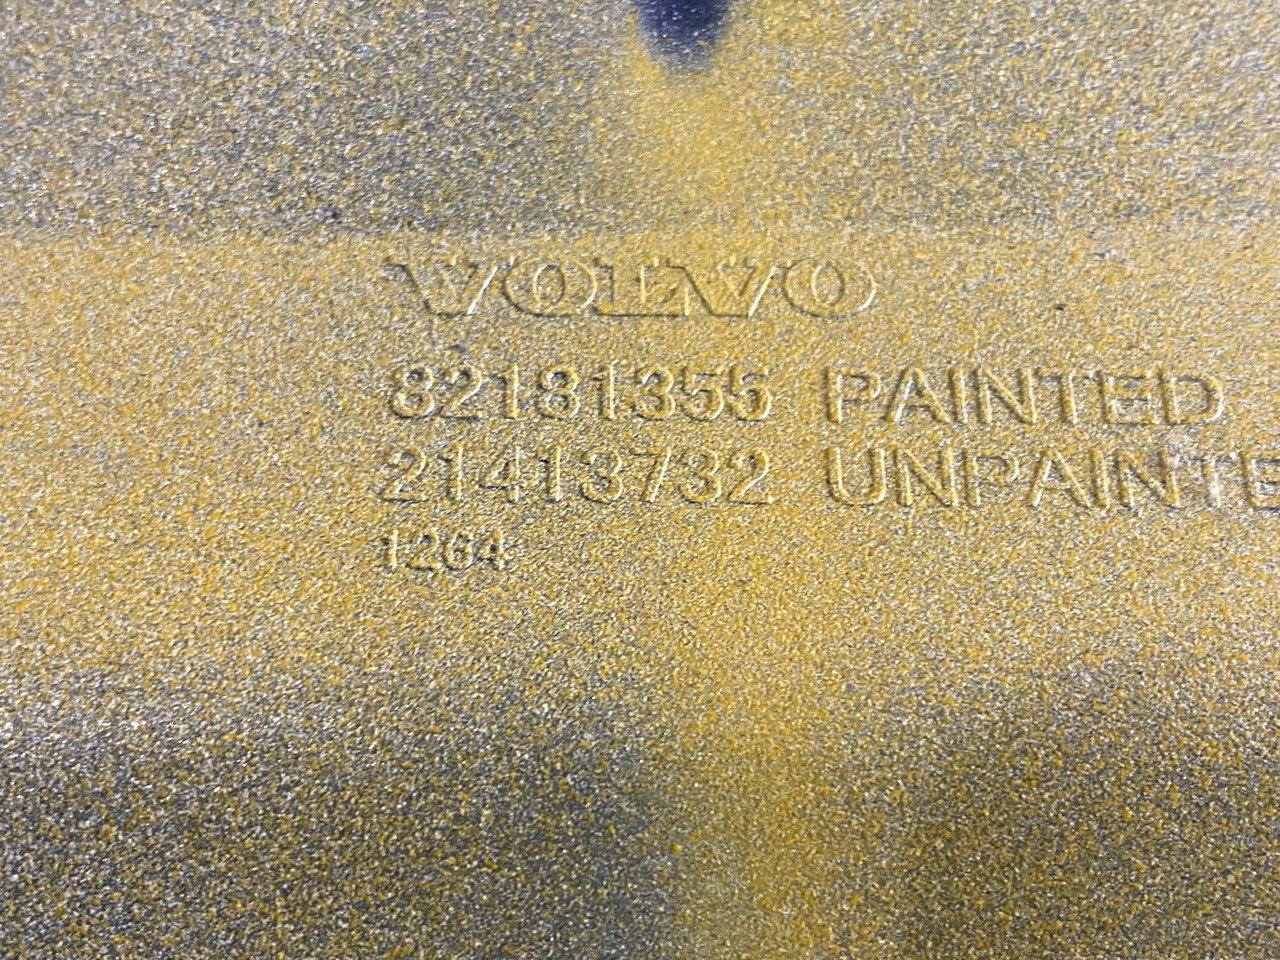 VOLVO
82181355 PAINTED
21413732 UNPAINTE
1264